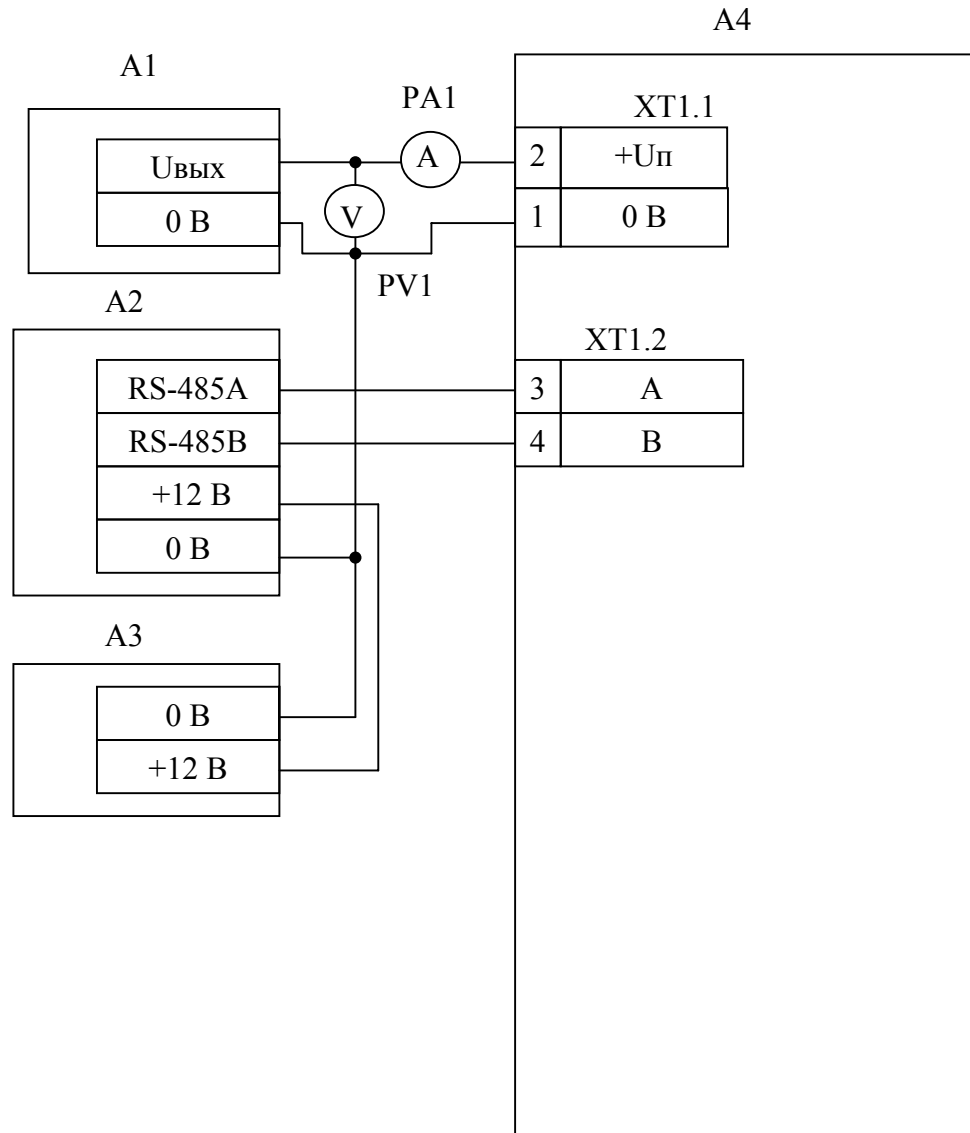 A4
A1
PA1
XT1.1
Uвых
A
2
+Uп
0 В
V
1
0 В
PV1
A2
XT1.2
RS-485A
3
A
RS-485B
4
B
+12 В
0 В
A3
0 В
+12 В